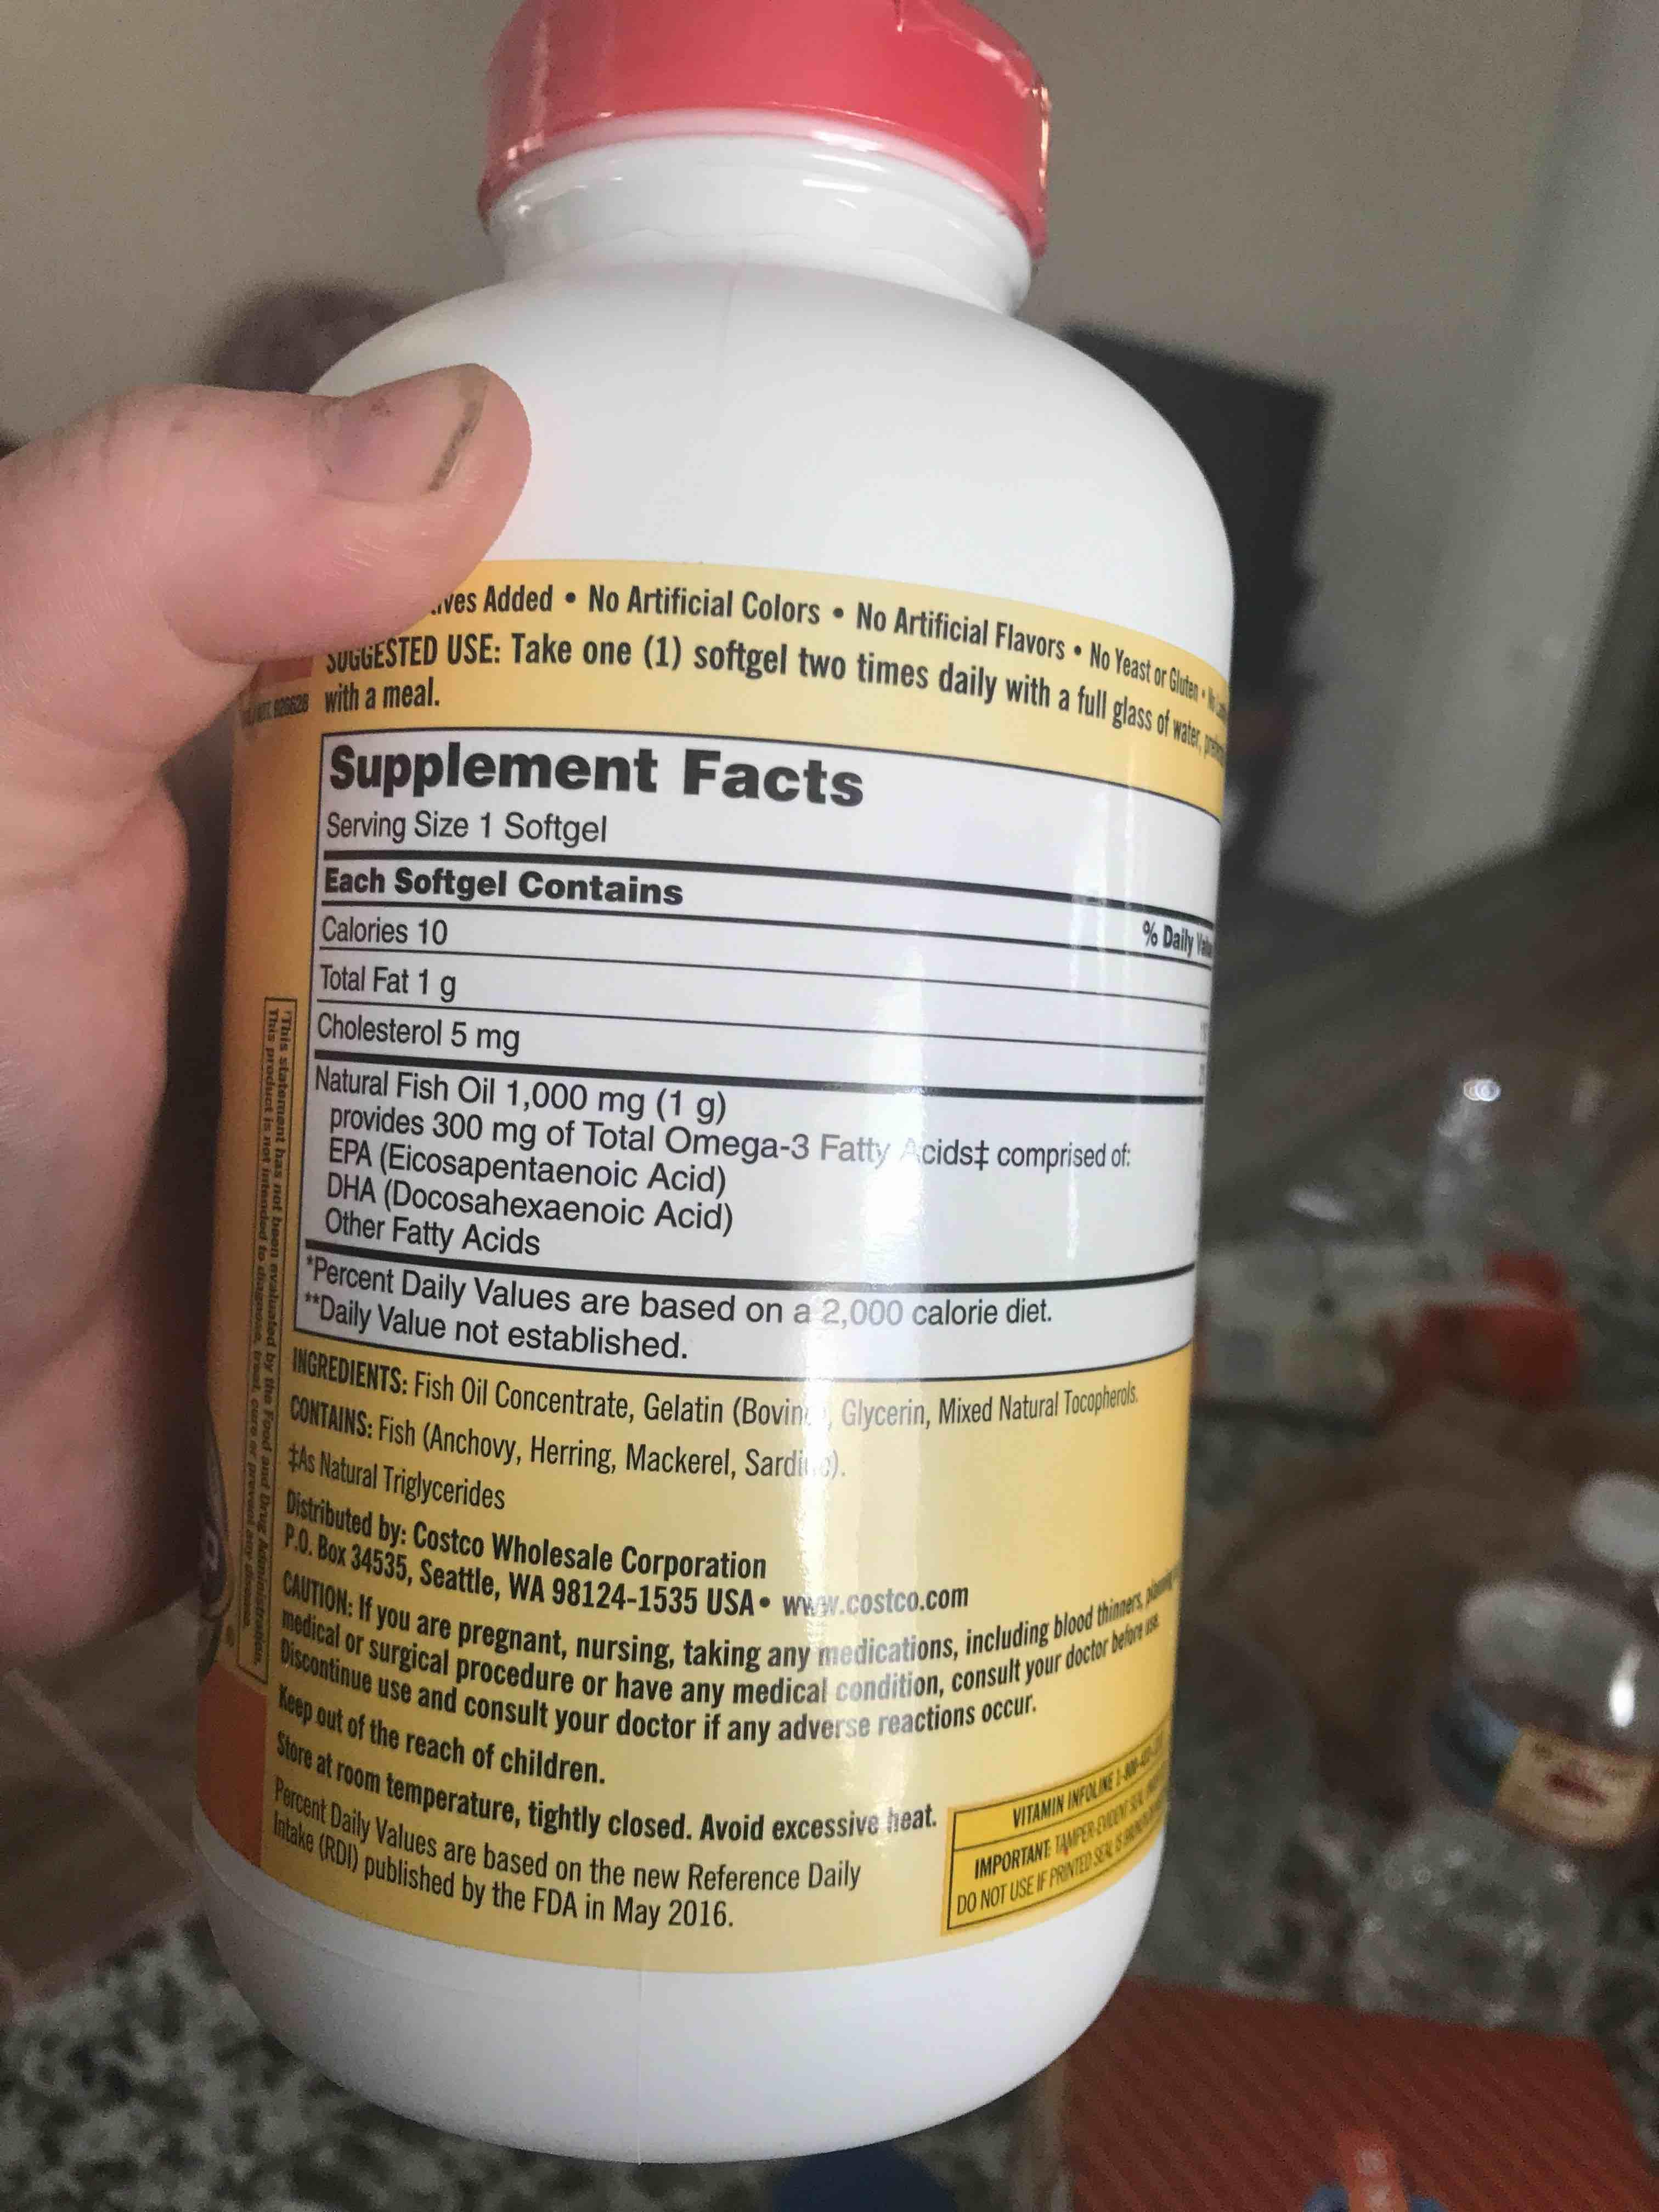 Added • No Artificial Colors • No Artificial Flavors • No Yeast or Gluten •
SUGGESTED USE: Take one (1) softgel two times daily with a full glass of water,
with a meal.
Supplement Facts
Serving Size 1 Softgel
Each Softgel Contains
% Daily
Calories 10
Total Fat 1 g
Cholesterol 5 mg
Natural Fish Oil 1,000 mg (1 g)
provides 300 mg of Total Omega-3 Fatty Acids‡ comprised of:
EPA (Eicosapentaenoic Acid)
DHA (Docosahexaenoic Acid)
Other Fatty Acids
*Percent Daily Values are based on a 2,000 calorie diet.
**Daily Value not established.
INGREDIENTS: Fish Oil Concentrate, Gelatin (Bovine), Glycerin, Mixed Natural Tocopherols.
CONTAINS: Fish (Anchovy, Herring, Mackerel, Sardine).
‡As Natural Triglycerides
Distributed by: Costco Wholesale Corporation
P.O. Box 34535, Seattle, WA 98124-1535 USA • www.costco.com
CAUTION: If you are pregnant, nursing, taking any medications, including blood thinners, planning
medical or surgical procedure or have any medical condition, consult your doctor before use.
Discontinue use and consult your doctor if any adverse reactions occur.
Keep out of the reach of children.
Store at room temperature, tightly closed. Avoid excessive heat.
Percent Daily Values are based on the new Reference Daily
Intake (RDI) published by the FDA in May 2016.
VITAMIN INFOLINE
IMPORTANT: TAMPER-EVIDENT SEAL
DO NOT USE IF PRINTED SEAL IS
†This statement has not been evaluated by the Food and Drug Administration.
This product is not intended to diagnose, treat, cure or prevent any disease.